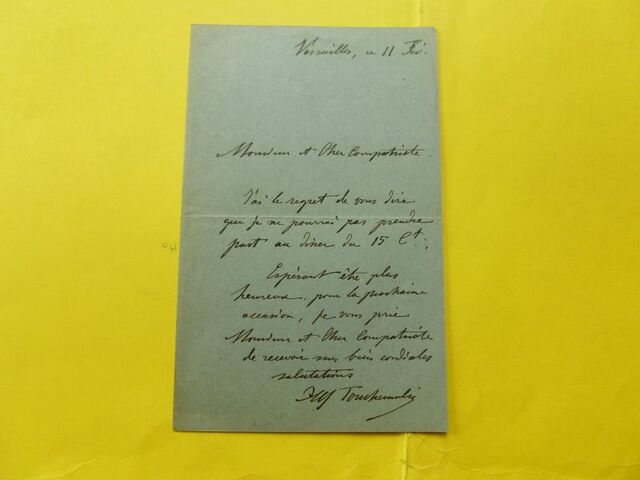 Versailles, ce 11 Fév.
Monsieur et Cher Compatriote.
J'ai le regret de vous dire
que je ne pourrai pas prendre
part au dîner du 15 Ct.
Espérant être plus
heureux, pour la prochaine
occasion, je vous prie
Monsieur et Cher Compatriote
de recevoir mes bien cordiales
salutations
Touchemolin